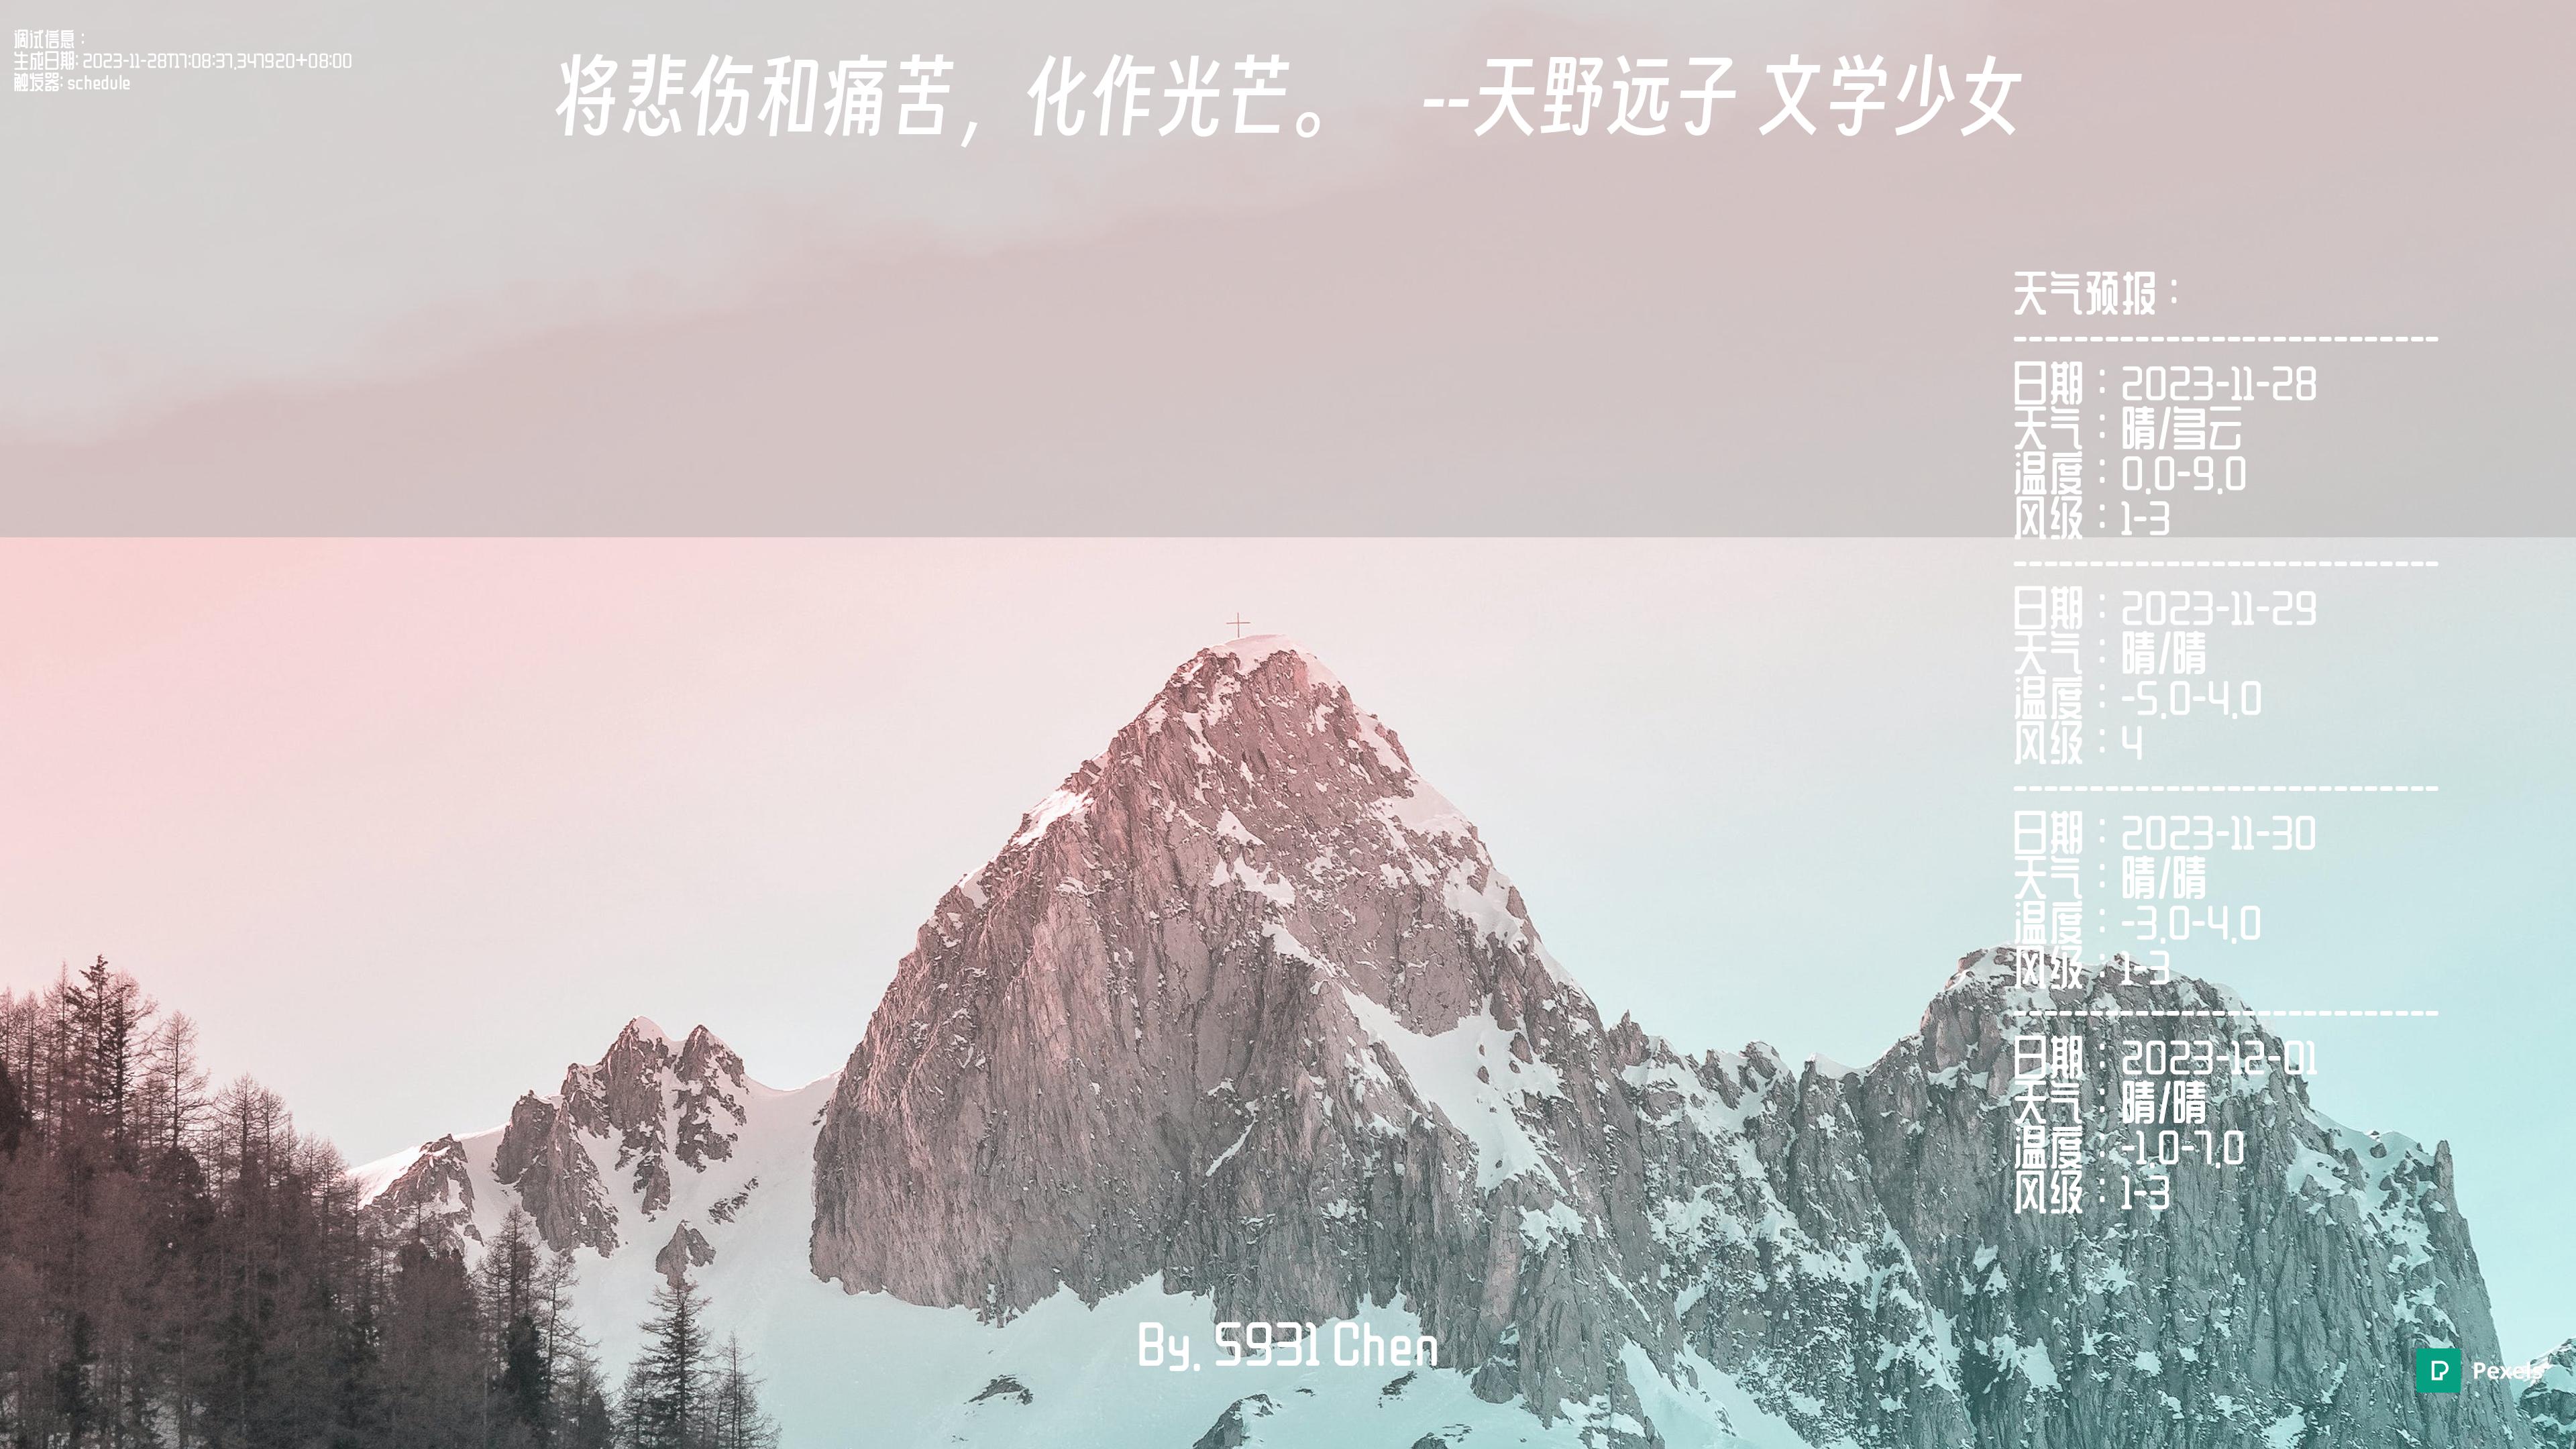 调试信息：
生成日期: 2023-11-28T17:08:37.347920+08:00
触发器: schedule
将悲伤和痛苦，化作光芒。 --天野远子 文学少女
天气预报：
----------------------------
日期：2023-11-28
天气：晴/多云
温度：0.0-9.0
风级：1-3
----------------------------
日期：2023-11-29
天气：晴/晴
温度：-5.0-4.0
风级：4
----------------------------
日期：2023-11-30
天气：晴/晴
温度：-3.0-4.0
风级：1-3
----------------------------
日期：2023-12-01
天气：晴/晴
温度：-1.0-7.0
风级：1-3
By. S931 Chen
Pexels